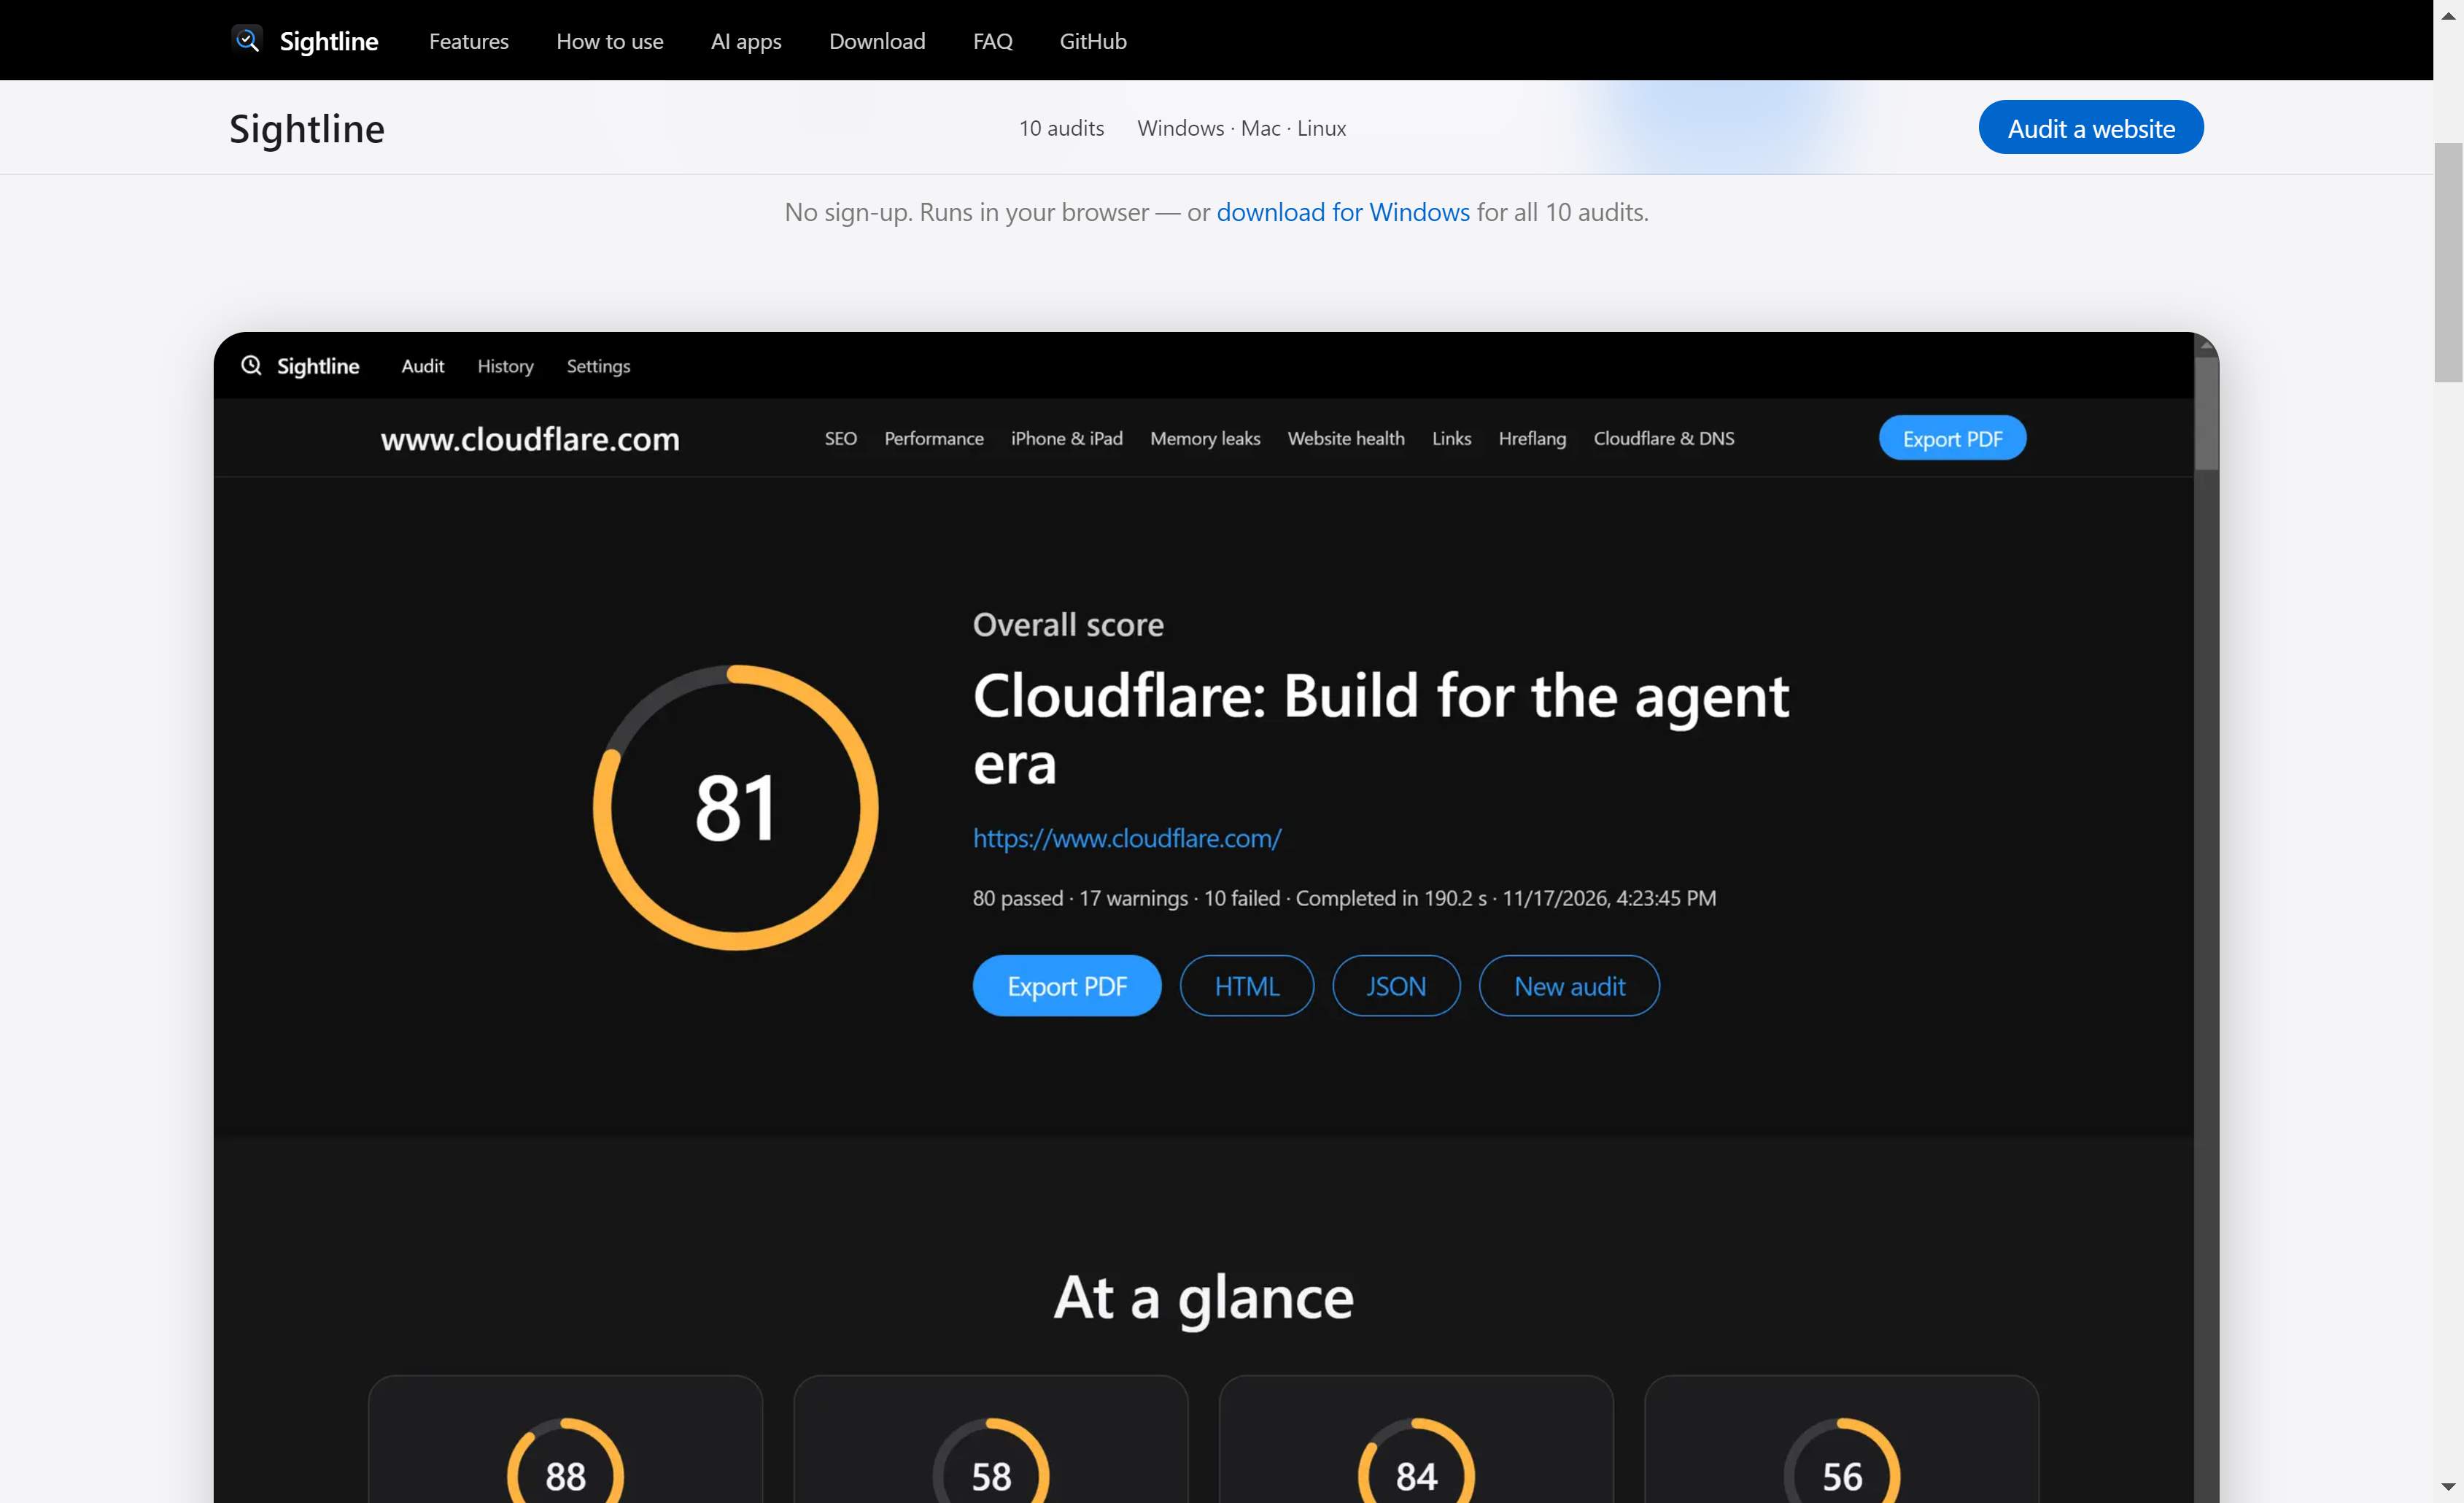 Sightline Features How to use AI apps Download FAQ GitHub
Sightline 10 audits Windows · Mac · Linux Audit a website
No sign-up. Runs in your browser — or download for Windows for all 10 audits.
Sightline Audit History Settings
www.cloudflare.com SEO Performance iPhone & iPad Memory leaks Website health Links Hreflang Cloudflare & DNS Export PDF
Overall score
Cloudflare: Build for the agent
era
81
https://www.cloudflare.com/
80 passed · 17 warnings · 10 failed · Completed in 190.2 s · 11/17/2026, 4:23:45 PM
Export PDF HTML JSON New audit
At a glance
88 58 84 56